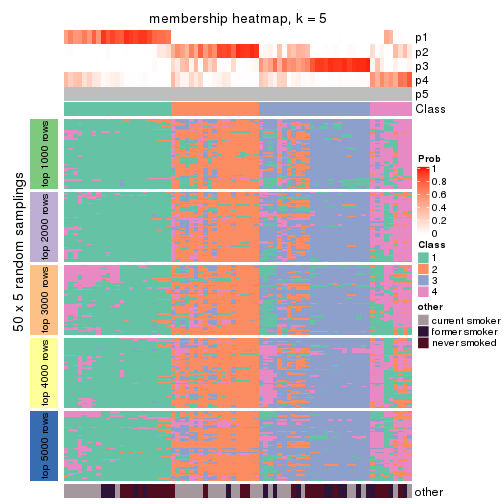 membership heatmap, k = 5
p1
p2
p3
p4
p5
Class
50 x 5 random samplings
top 1000 rows
top 2000 rows
top 3000 rows
top 4000 rows
top 5000 rows
other
Prob
1
0.8
0.6
0.4
0.2
0
Class
1
2
3
4
other
current smoker
former smoker
never smoked